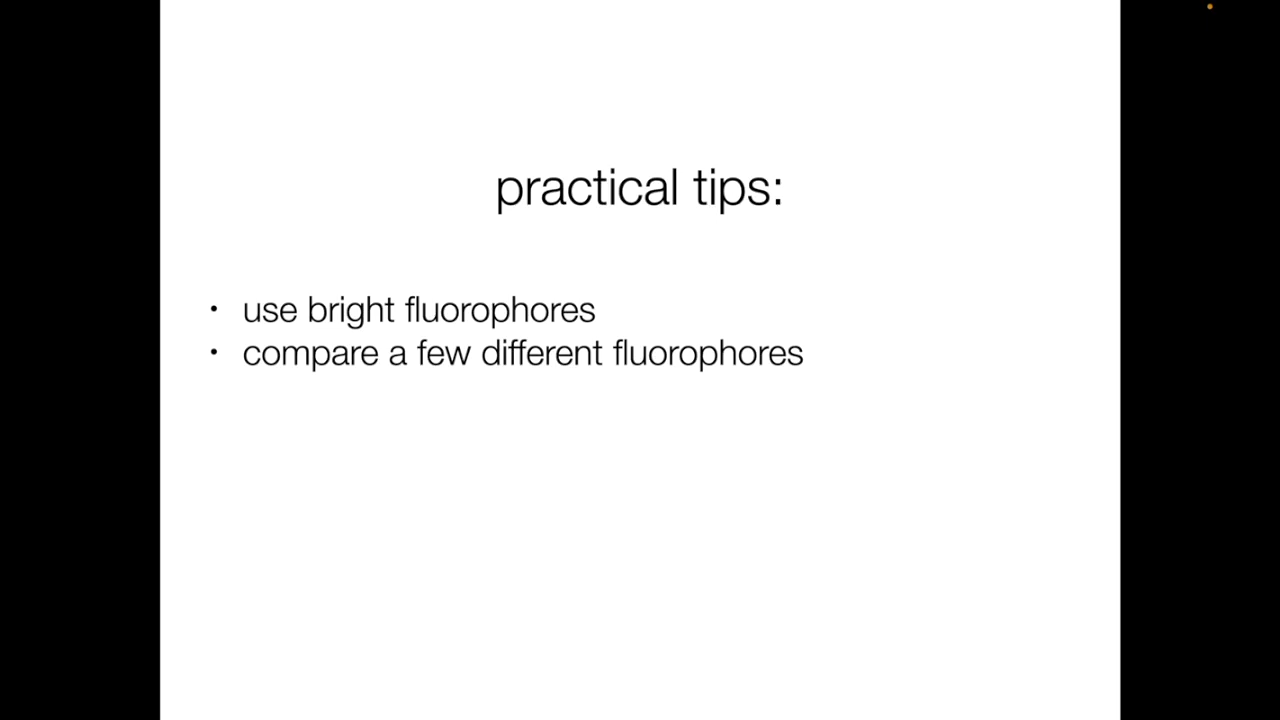 practical tips:
• use bright fluorophores
• compare a few different fluorophores